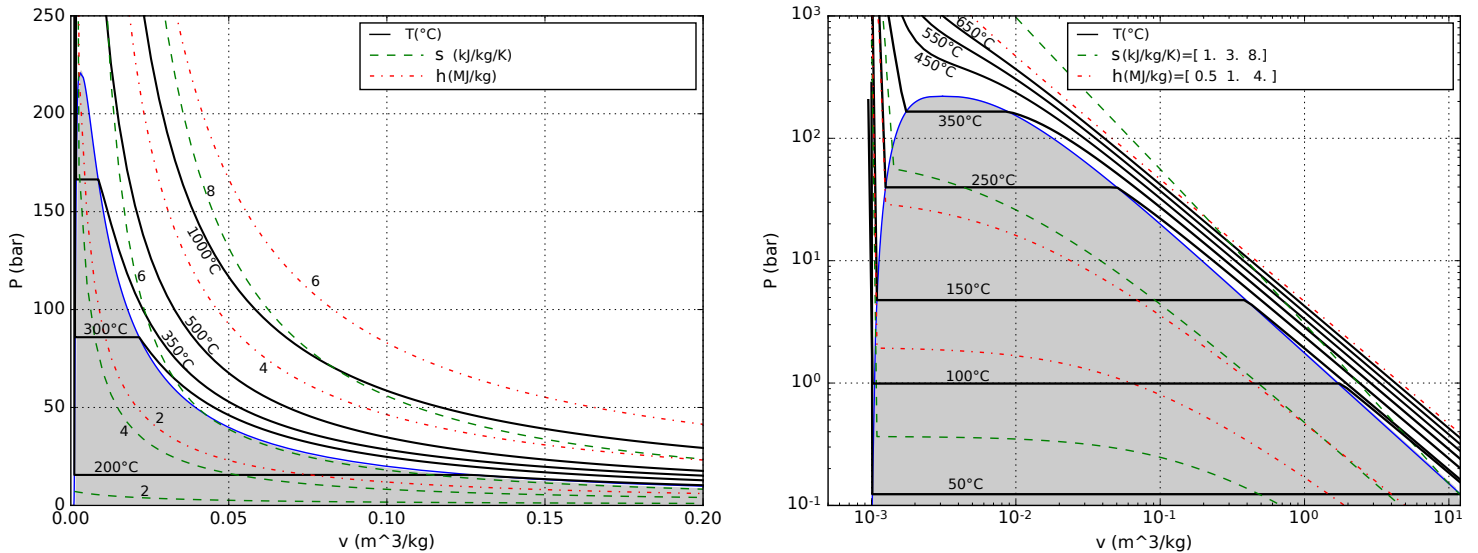 250
200
150
100
50
0
P (bar)
T(°C)
s (kJ/kg/K)
h(MJ/kg)
8
1000°C
6
6
500°C
350°C
300°C
4
2
4
200°C
2
0.00
0.05
0.10
0.15
0.20
v (m^3/kg)
10^3
10^2
10^1
10^0
10^-1
P (bar)
650°C
550°C
450°C
T(°C)
s(kJ/kg/K)=[ 1. 3. 8.]
h(MJ/kg)=[ 0.5 1. 4. ]
350°C
250°C
150°C
100°C
50°C
10^-3
10^-2
10^-1
10^0
10^1
v (m^3/kg)